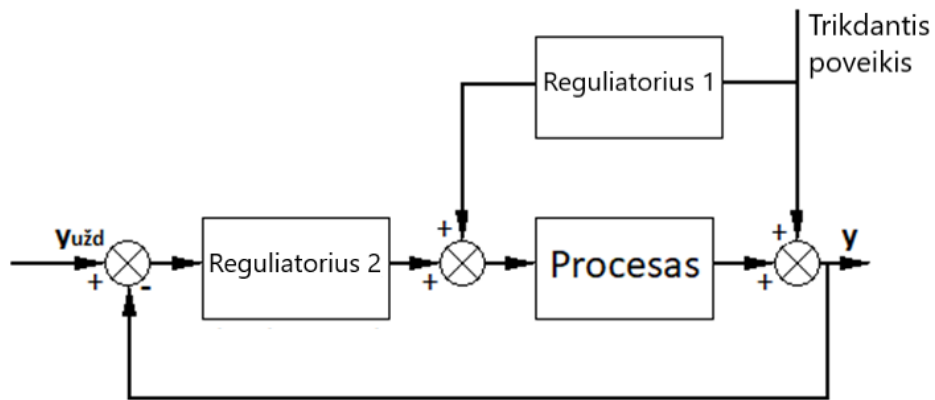 Trikdantis
poveikis
Reguliatorius 1
+
+
yužd
y
Reguliatorius 2
Procesas
+
-
+
+